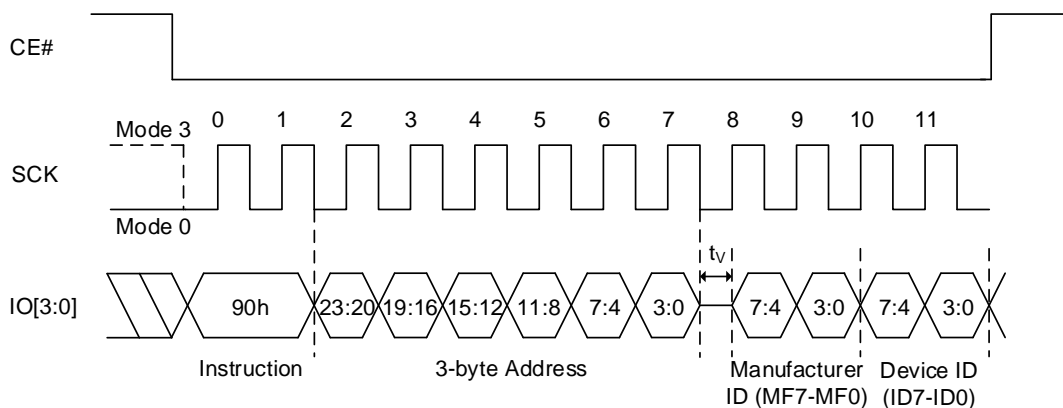 CE#
0 1 2 3 4 5 6 7 8 9 10 11
Mode 3
SCK
Mode 0
tV
IO[3:0]
90h 23:20 19:16 15:12 11:8 7:4 3:0 7:4 3:0 7:4 3:0
Instruction 3-byte Address
Manufacturer
ID (MF7-MF0)
Device ID
(ID7-ID0)